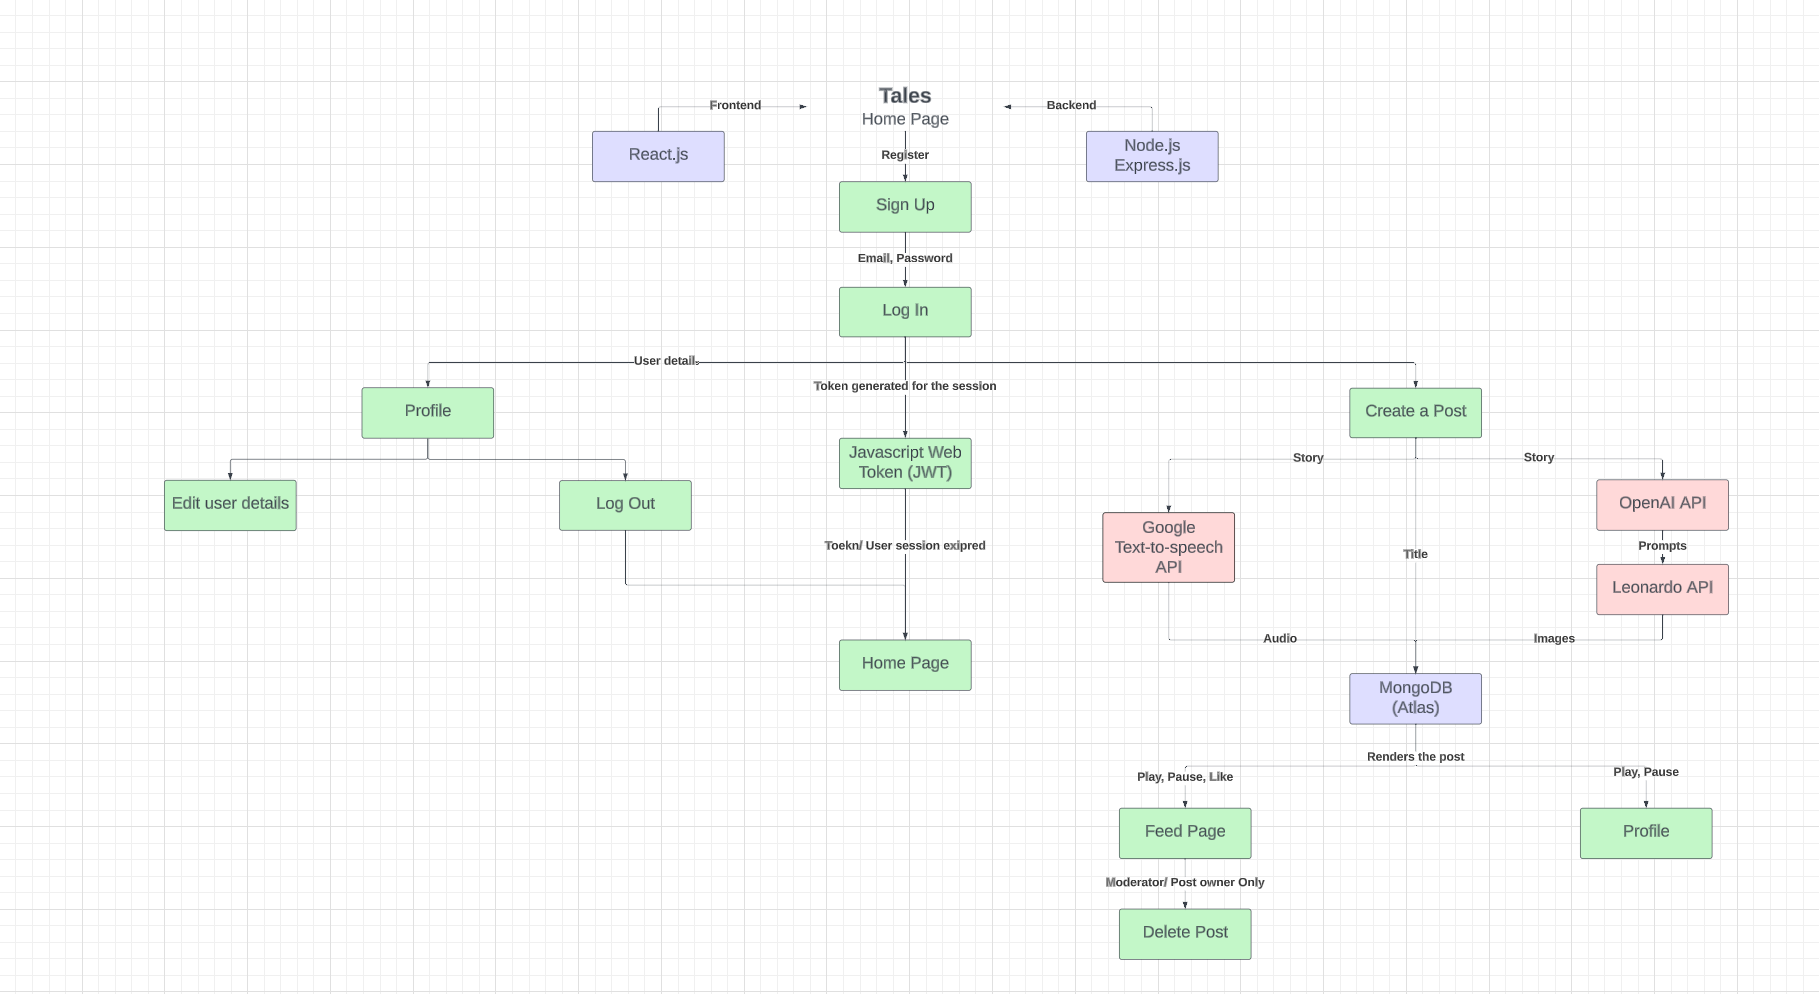 Tales
Home Page
Frontend
Backend
React.js
Node.js
Express.js
Register
Sign Up
Email, Password
Log In
User detail
Token generated for the session
Profile
Create a Post
Javascript Web
Token (JWT)
Story
Story
Edit user details
Log Out
OpenAI API
Google
Text-to-speech
API
Toekn/ User session exipred
Title
Prompts
Leonardo API
Audio
Images
Home Page
MongoDB
(Atlas)
Renders the post
Play, Pause, Like
Play, Pause
Feed Page
Profile
Moderator/ Post owner Only
Delete Post